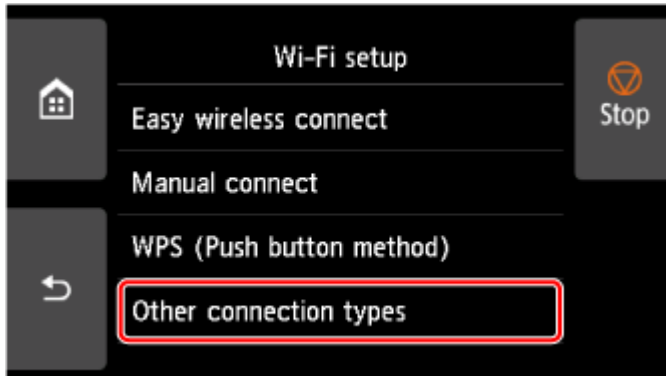 Wi-Fi setup
Stop
Easy wireless connect
Manual connect
WPS (Push button method)
Other connection types